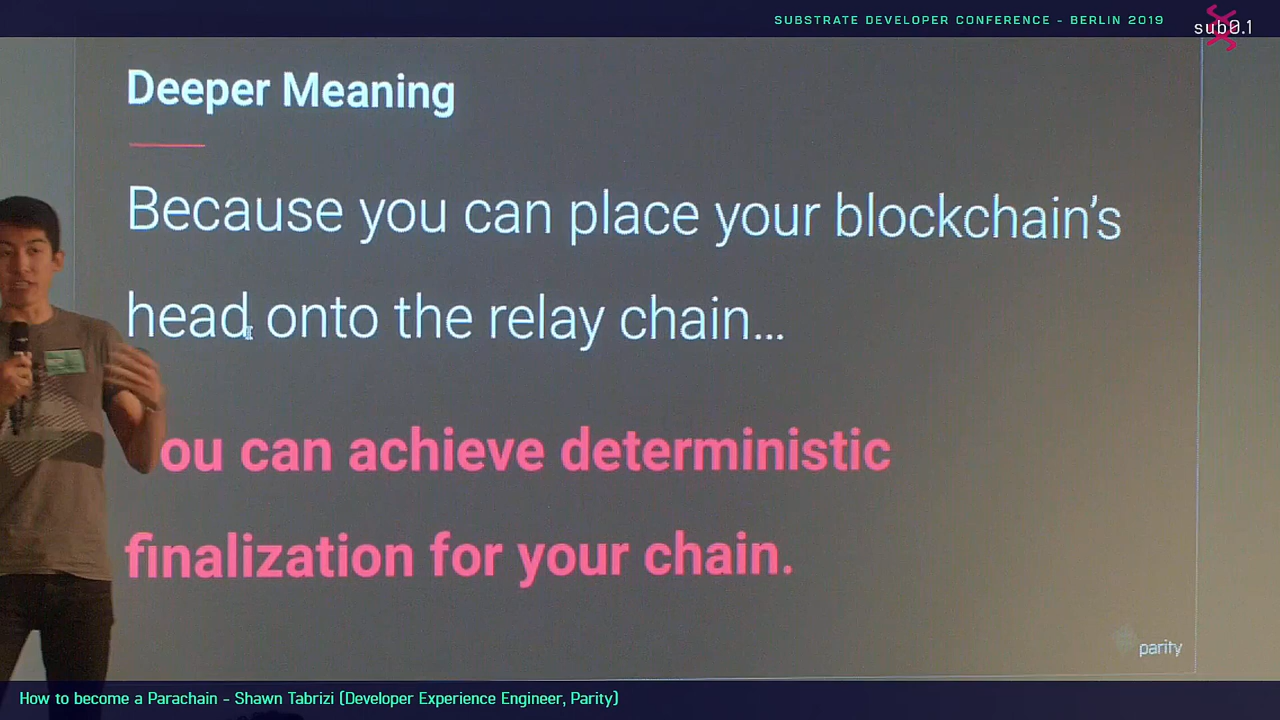 SUBSTRATE DEVELOPER CONFERENCE - BERLIN 2019
sub0.1
Deeper Meaning
Because you can place your blockchain's
head onto the relay chain...
ou can achieve deterministic
finalization for your chain.
parity
How to become a Parachain - Shawn Tabrizi (Developer Experience Engineer, Parity)